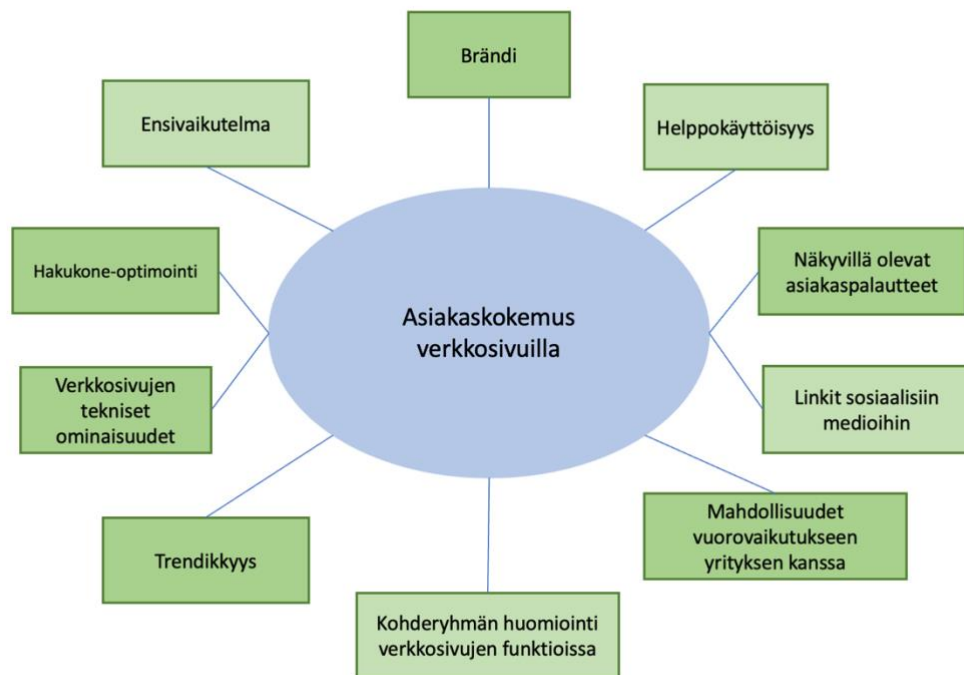 Brändi
Ensivaikutelma
Helppokäyttöisyys
Hakukone-optimointi
Näkyvillä olevat
asiakaspalautteet
Asiakaskokemus
verkkosivuilla
Verkkosivujen
tekniset
ominaisuudet
Linkit sosiaalisiin
medioihin
Trendikkyys
Mahdollisuudet
vuorovaikutukseen
yrityksen kanssa
Kohderyhmän huomiointi
verkkosivujen funktioissa